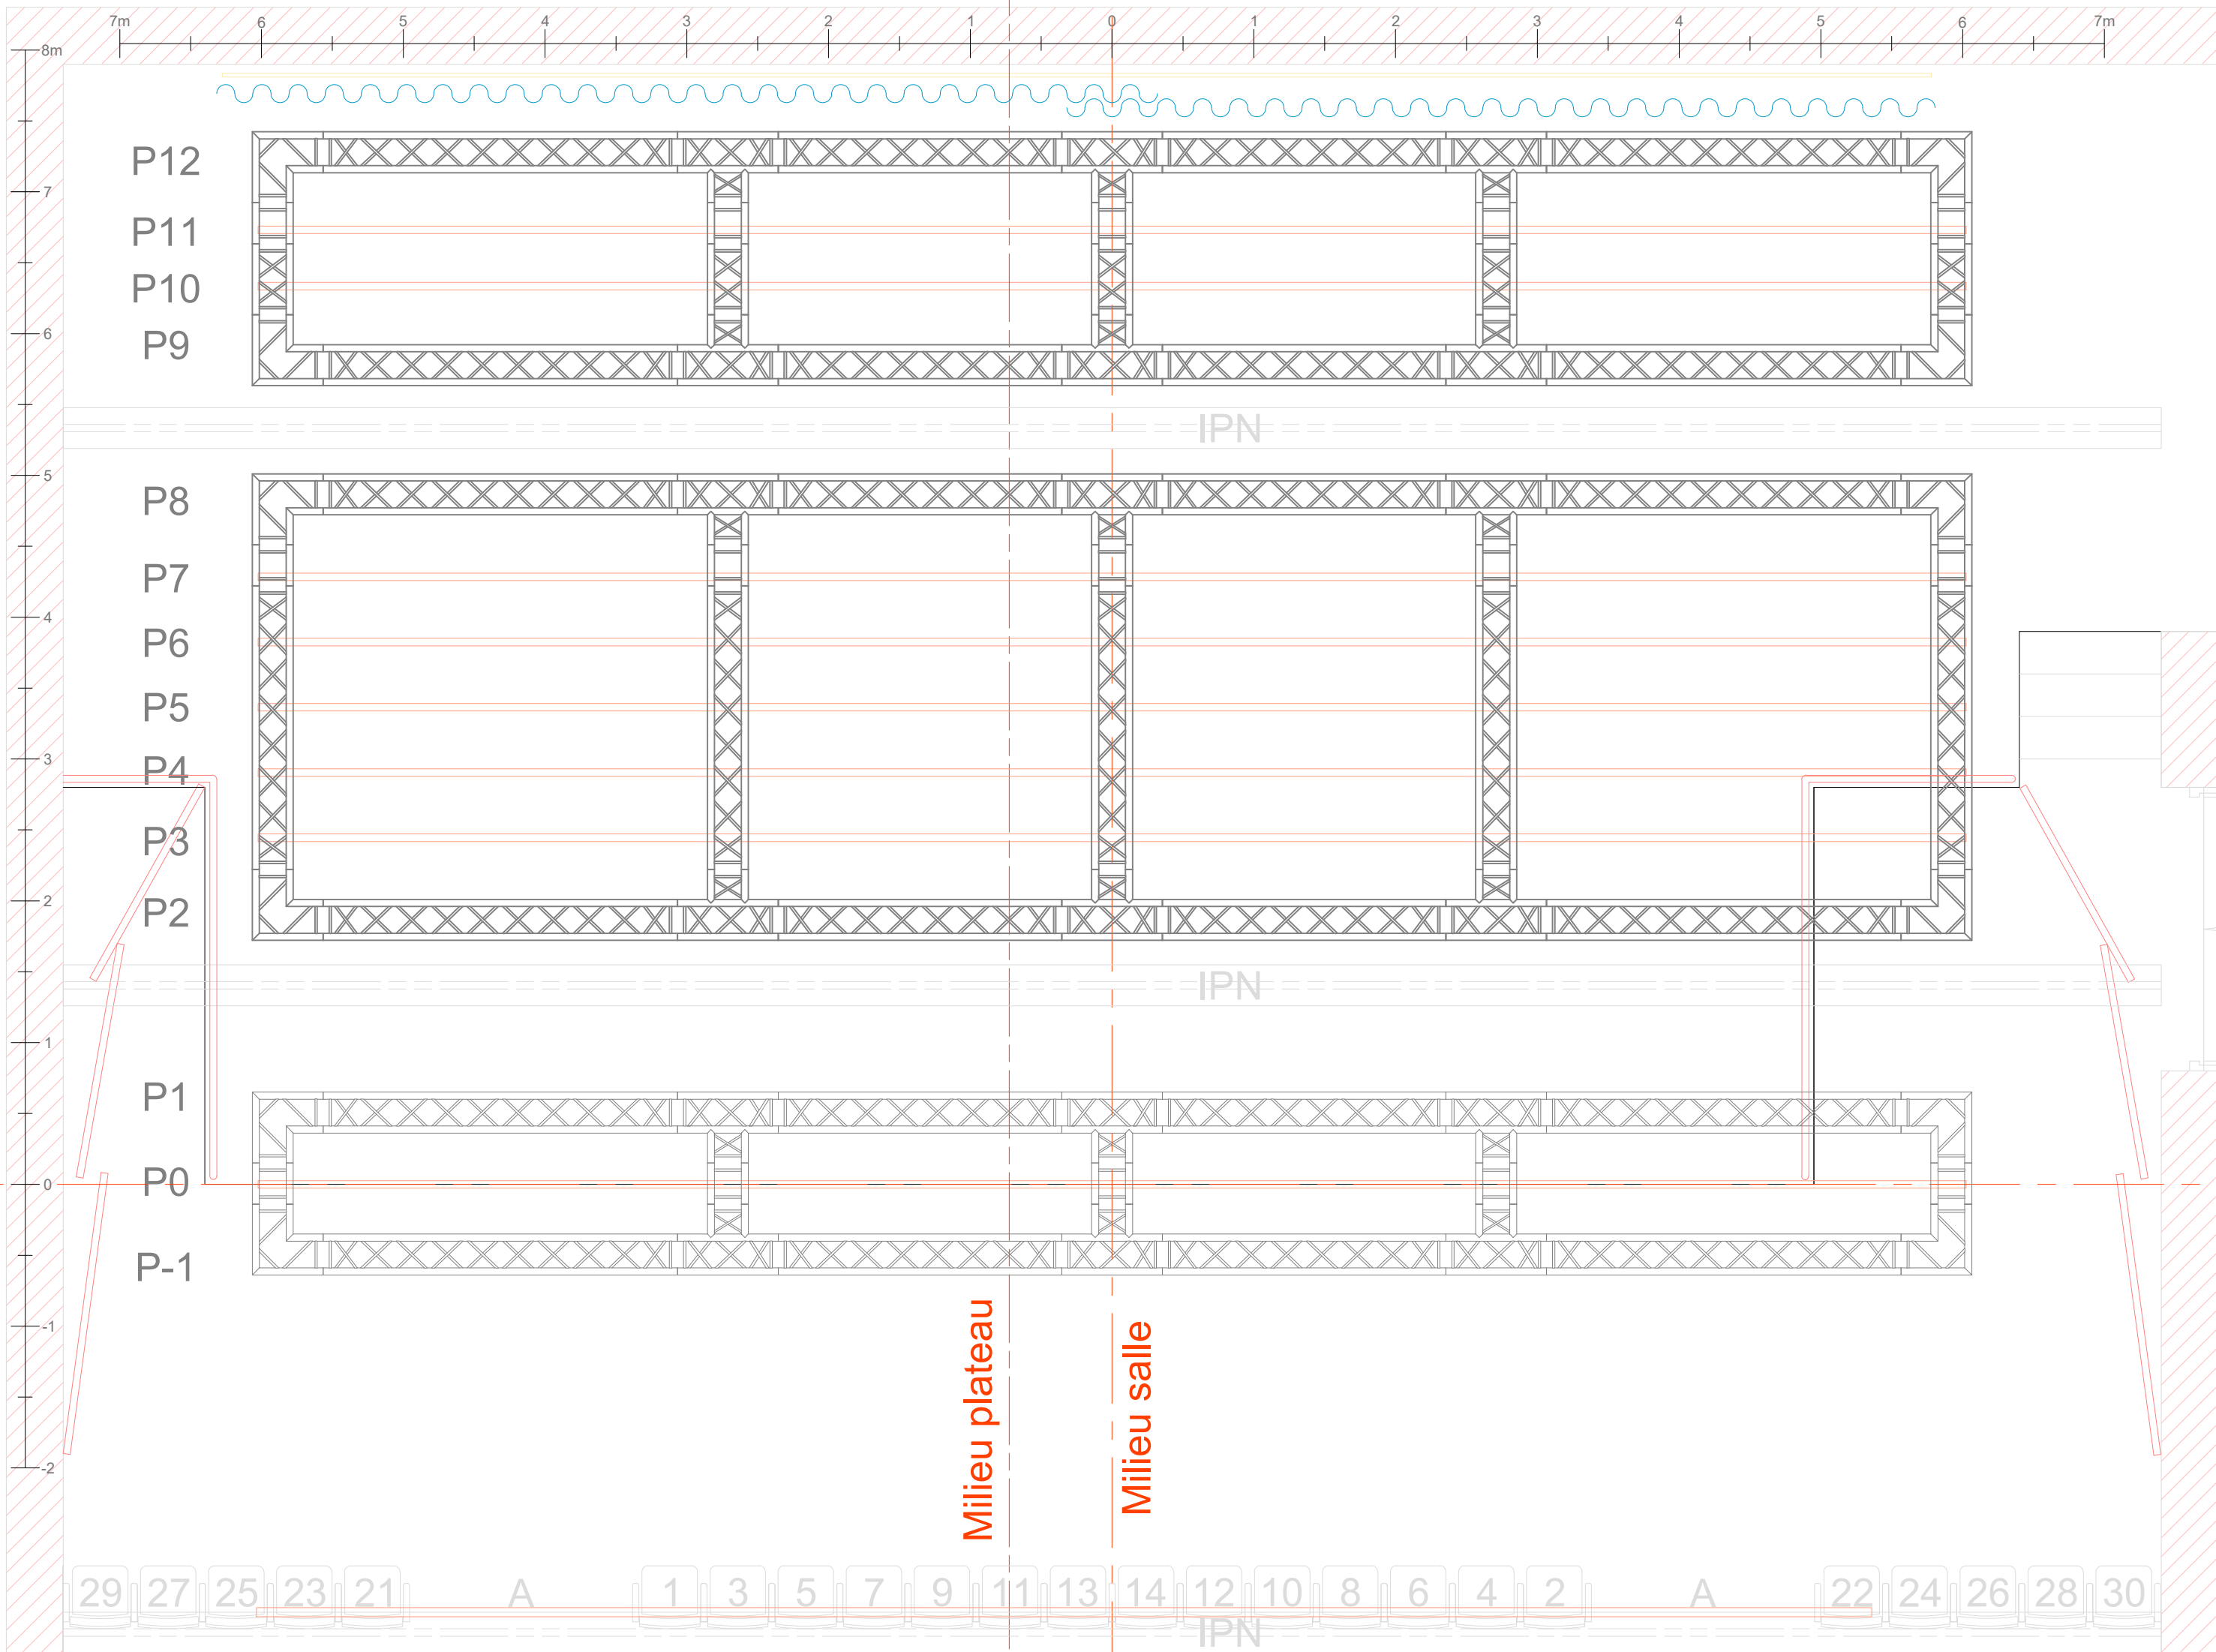 7m 6 5 4 3 2 1 0 1 2 3 4 5 6 7m
8m
P12
7
P11
P10
6
P9
IPN
5
P8
P7
4
P6
P5
3
P4
P3
2
P2
IPN
1
P1
0
P0
P-1
-1
Milieu plateau
Milieu salle
-2
29 27 25 23 21 A 1 3 5 7 9 11 13 14 12 10 8 6 4 2 A 22 24 26 28 30
IPN